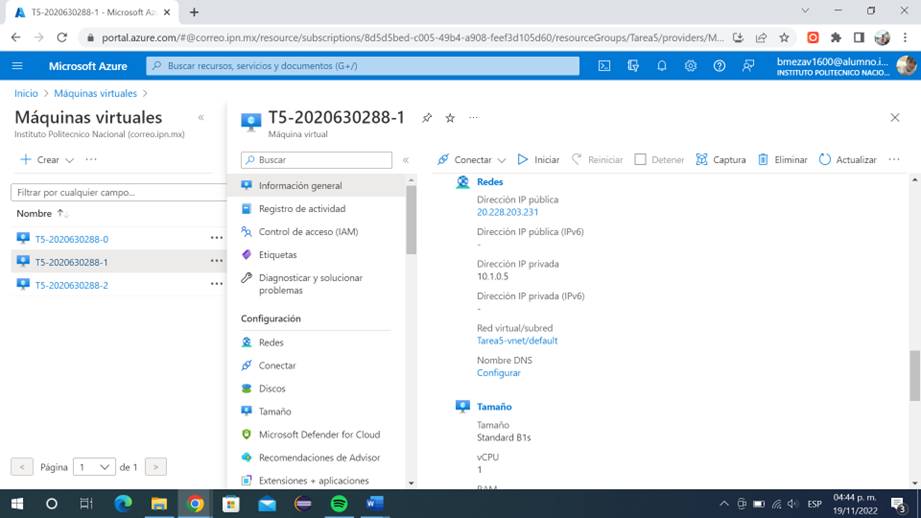 T5-2020630288-1 - Microsoft Azu
portal.azure.com/#@correo.ipn.mx/resource/subscriptions/8d5d5bed-c005-49b4-a908-feef3d105d60/resourceGroups/Tarea5/providers/M...
Microsoft Azure
Buscar recursos, servicios y documentos (G+/)
bmezav1600@alumno.i...
INSTITUTO POLITECNICO NACIO...
Inicio > Máquinas virtuales >
Máquinas virtuales
Instituto Politecnico Nacional (correo.ipn.mx)
Crear
Filtrar por cualquier campo...
Nombre
T5-2020630288-0
T5-2020630288-1
T5-2020630288-2
Página 1 de 1
T5-2020630288-1
Máquina virtual
Buscar
Información general
Registro de actividad
Control de acceso (IAM)
Etiquetas
Diagnosticar y solucionar
problemas
Configuración
Redes
Conectar
Discos
Tamaño
Microsoft Defender for Cloud
Recomendaciones de Advisor
Extensiones + aplicaciones
Conectar Iniciar Reiniciar Detener Captura Eliminar Actualizar
Redes
Dirección IP pública
20.228.203.231
Dirección IP pública (IPv6)
-
Dirección IP privada
10.1.0.5
Dirección IP privada (IPv6)
-
Red virtual/subred
Tarea5-vnet/default
Nombre DNS
Configurar
Tamaño
Tamaño
Standard B1s
vCPU
1
RAM
ESP
04:44 p. m.
19/11/2022
3